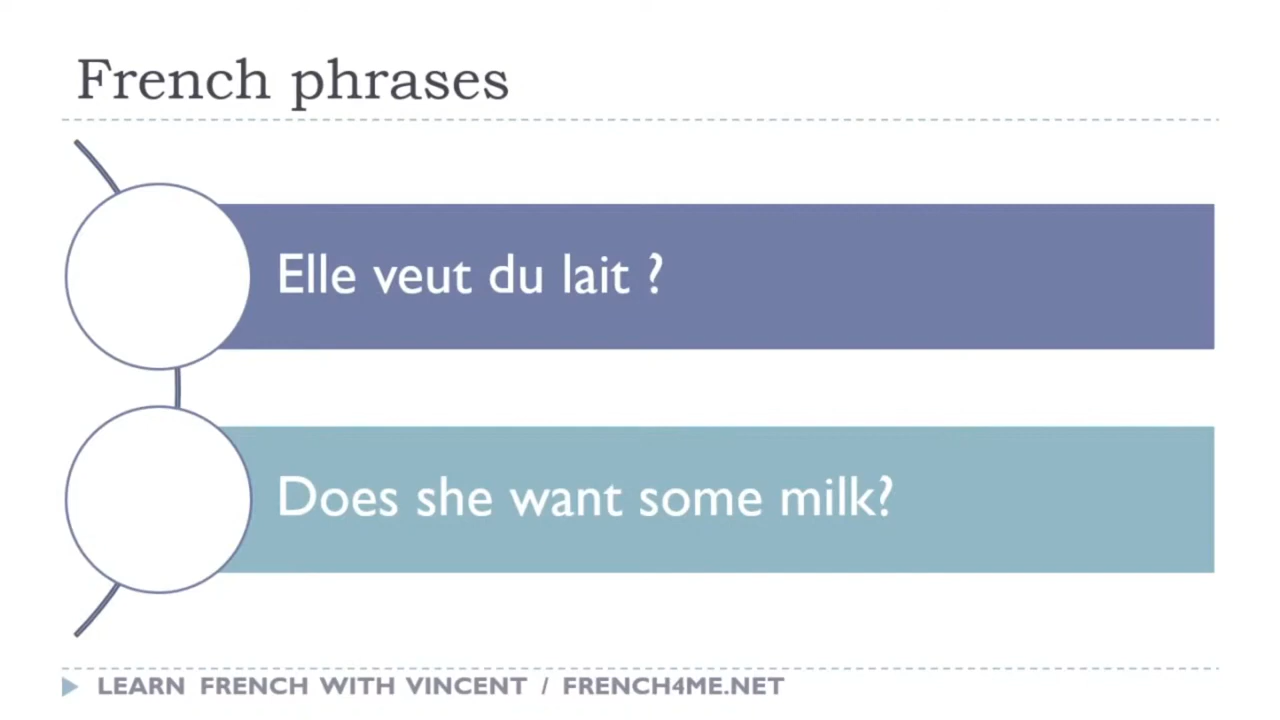 French phrases
Elle veut du lait ?
Does she want some milk?
LEARN FRENCH WITH VINCENT / FRENCH4ME.NET